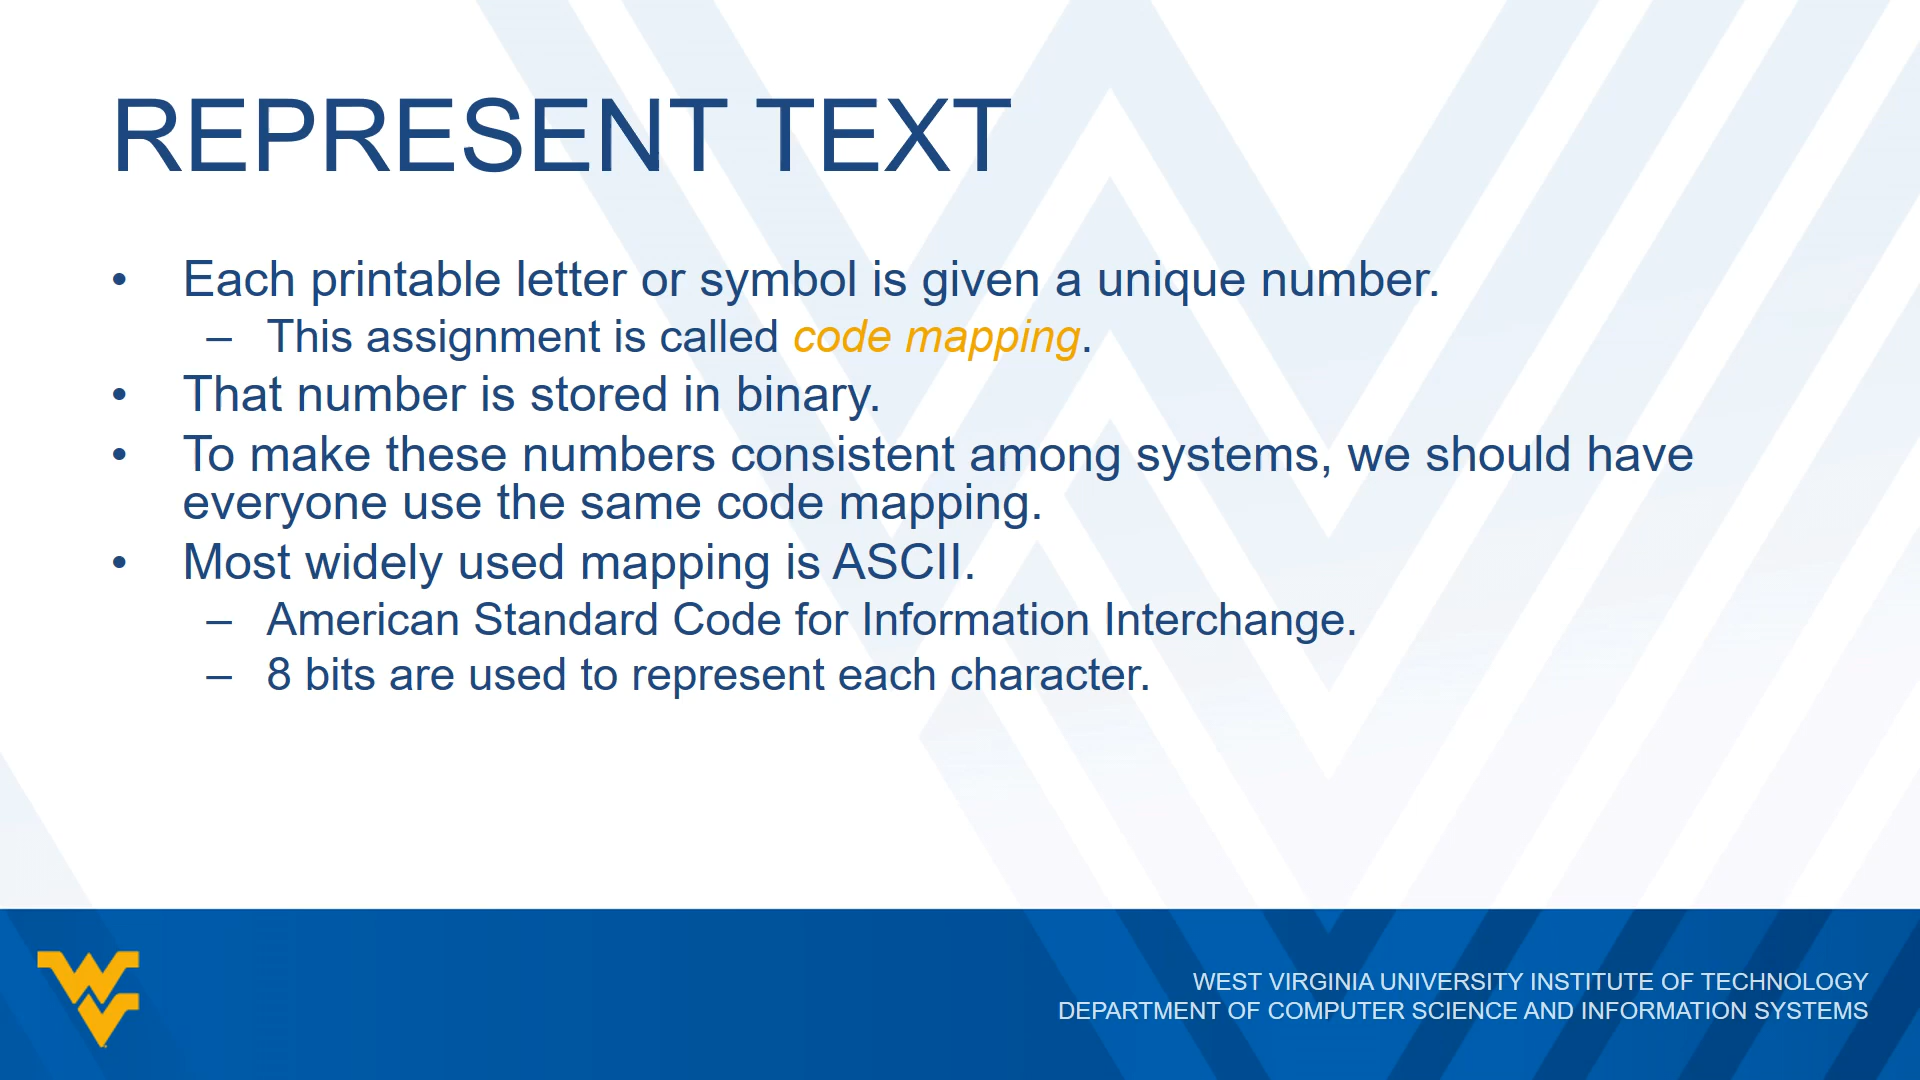 REPRESENT TEXT
• Each printable letter or symbol is given a unique number.
– This assignment is called code mapping.
• That number is stored in binary.
• To make these numbers consistent among systems, we should have
everyone use the same code mapping.
• Most widely used mapping is ASCII.
– American Standard Code for Information Interchange.
– 8 bits are used to represent each character.
WEST VIRGINIA UNIVERSITY INSTITUTE OF TECHNOLOGY
DEPARTMENT OF COMPUTER SCIENCE AND INFORMATION SYSTEMS